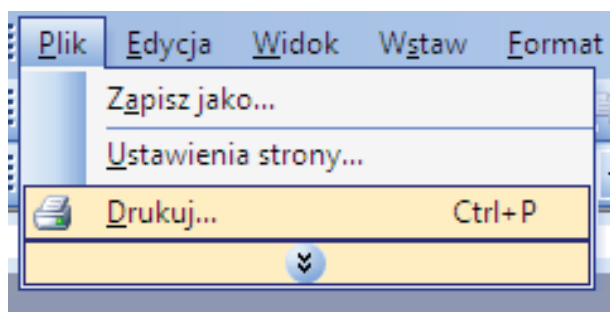 Plik Edycja Widok Wstaw Format
Zapisz jako...
Ustawienia strony...
Drukuj... Ctrl+P